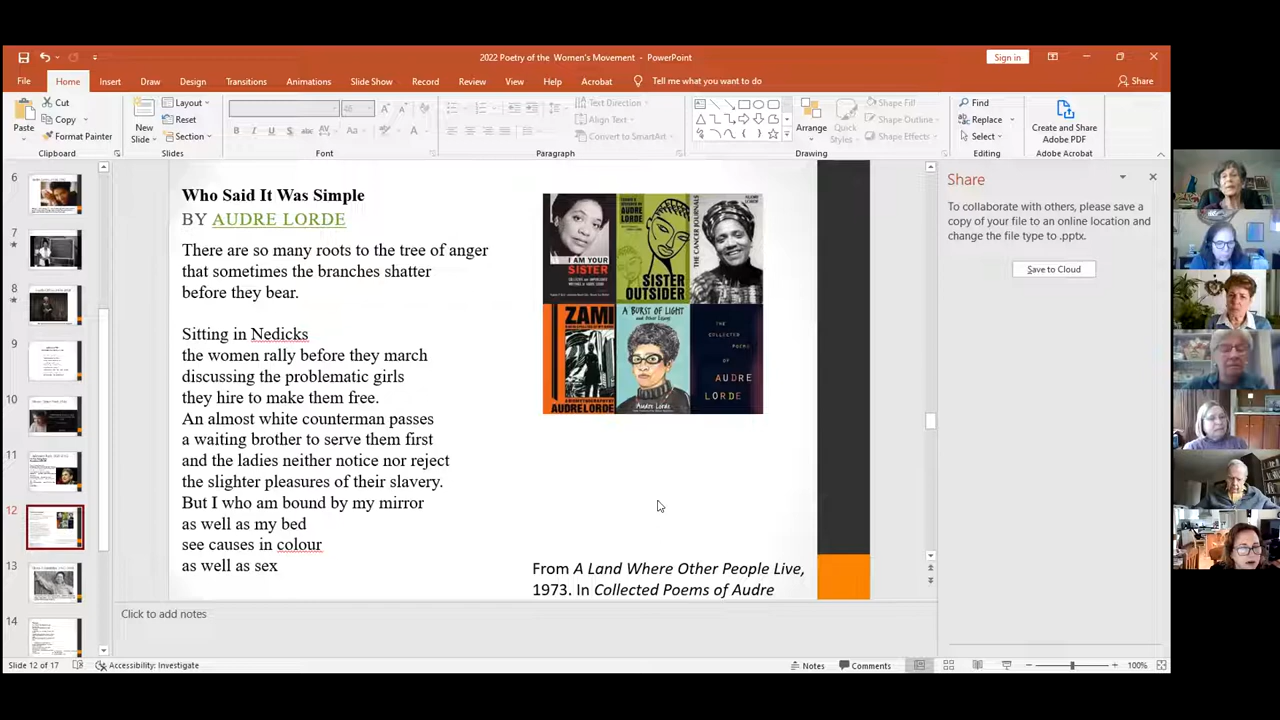 2022 Poetry of the Women's Movement - PowerPoint
Sign in
File Home Insert Draw Design Transitions Animations Slide Show Record Review View Help Acrobat Tell me what you want to do
Share
Paste
Cut
Copy
Format Painter
Clipboard
New
Slide
Layout
Reset
Section
Slides
Font
Text Direction
Align Text
Convert to SmartArt
Paragraph
Arrange
Quick
Styles
Shape Fill
Shape Outline
Shape Effects
Drawing
Find
Replace
Select
Editing
Create and Share
Adobe PDF
Adobe Acrobat
6
7
8
9
10
11
12
13
14
Who Said It Was Simple
BY AUDRE LORDE
There are so many roots to the tree of anger
that sometimes the branches shatter
before they bear.
Sitting in Nedicks
the women rally before they march
discussing the problematic girls
they hire to make them free.
An almost white counterman passes
a waiting brother to serve them first
and the ladies neither notice nor reject
the slighter pleasures of their slavery.
But I who am bound by my mirror
as well as my bed
see causes in colour
as well as sex
I AM YOUR
SISTER
AUDRE
LORDE
SISTER
OUTSIDER
THE CANCER JOURNALS
ZAMI
AUDRE LORDE
A BURST OF LIGHT
and Other Essays
Audre Lorde
THE
COLLECTED
POEMS
OF
AUDRE
LORDE
From A Land Where Other People Live,
1973. In Collected Poems of Audre
Share
To collaborate with others, please save a
copy of your file to an online location and
change the file type to .pptx.
Save to Cloud
Click to add notes
Slide 12 of 17
Accessibility: Investigate
Notes
Comments
100%